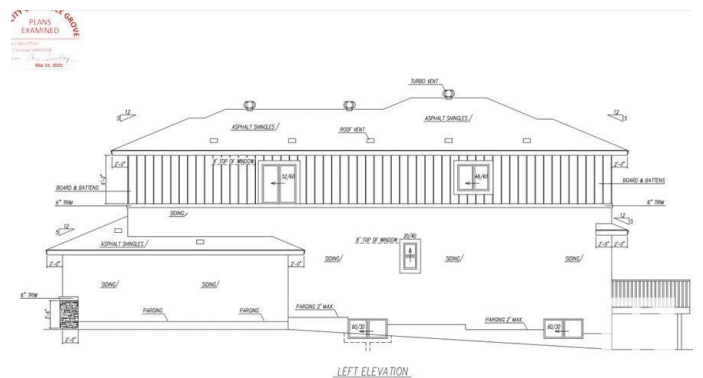 PLANS
EXAMINED
Mar 22, 2020
TURBO VENT
12
5
ASPHALT SHINGLES
ROOF VENT
ASPHALT SHINGLES
12
5
2'-0"
8' TOP OF WINDOW
2'-0"
52/60
48/40
BOARD & BATTENS
BOARD & BATTENS
6" TRIM
6" TRIM
SIDING
12
5
12
5
ASPHALT SHINGLES
8' TOP OF WINDOW
20/40
2'-0"
2'-0"
2'-0" 2'-0"
SIDING
SIDING
SIDING
SIDING
SIDING
6" TRIM
PARGING
PARGING
PARGING 2' MAX.
PARGING 2' MAX.
60/30
60/30
2'-0"
LEFT ELEVATION